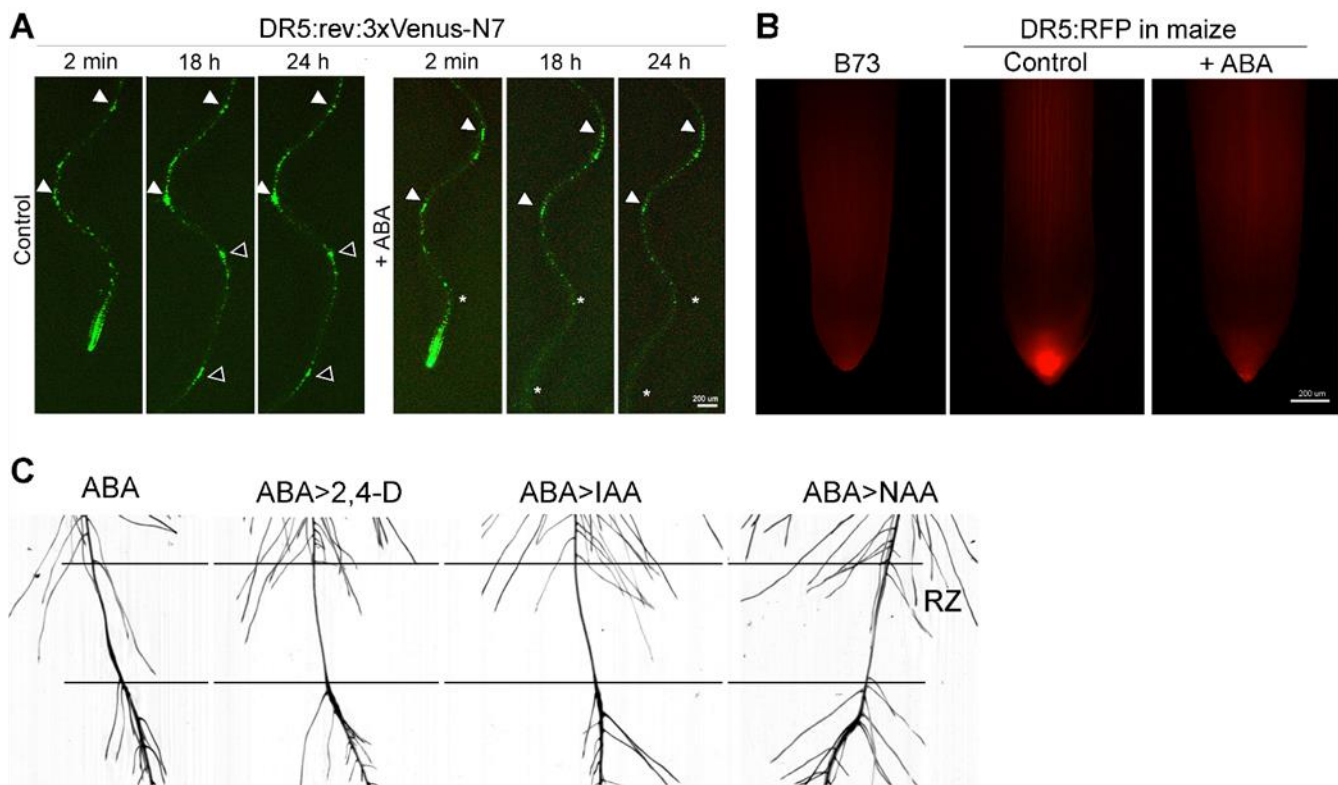 A
DR5:rev:3xVenus-N7
2 min 18 h 24 h 2 min 18 h 24 h
Control
+ ABA
* * *
* *
200 um
B
DR5:RFP in maize
B73 Control + ABA
200 um
C
ABA ABA>2,4-D ABA>IAA ABA>NAA
RZ